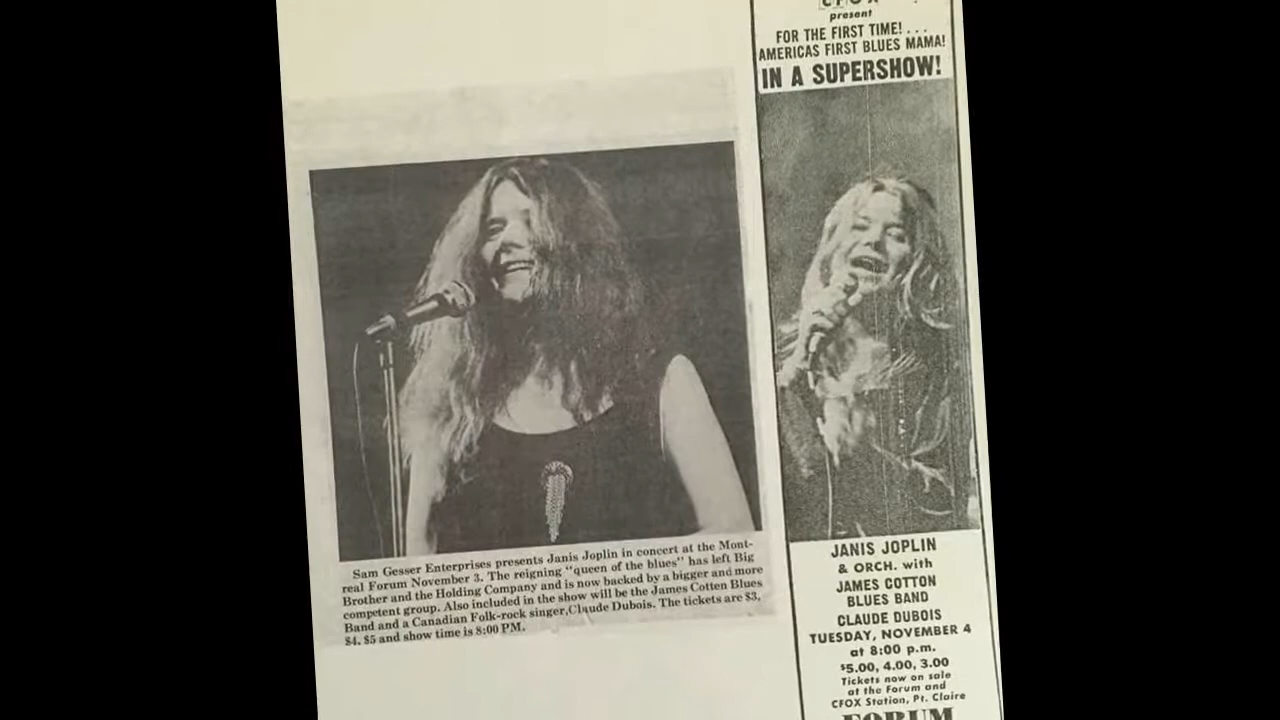 Sam Gesser Enterprises presents Janis Joplin in concert at the Mont-
real Forum November 3. The reigning "queen of the blues" has left Big
Brother and the Holding Company and is now backed by a bigger and more
competent group. Also included in the show will be the James Cotten Blues
Band and a Canadian Folk-rock singer,Claude Dubois. The tickets are $3,
$4, $5 and show time is 8:00 PM.
CFOX
present
FOR THE FIRST TIME! . . .
AMERICAS FIRST BLUES MAMA!
IN A SUPERSHOW!
JANIS JOPLIN
& ORCH. with
JAMES COTTON
BLUES BAND
CLAUDE DUBOIS
TUESDAY, NOVEMBER 4
at 8:00 p.m.
$5.00, 4.00, 3.00
Tickets now on sale
at the Forum and
CFOX Station, Pt. Claire
FORUM